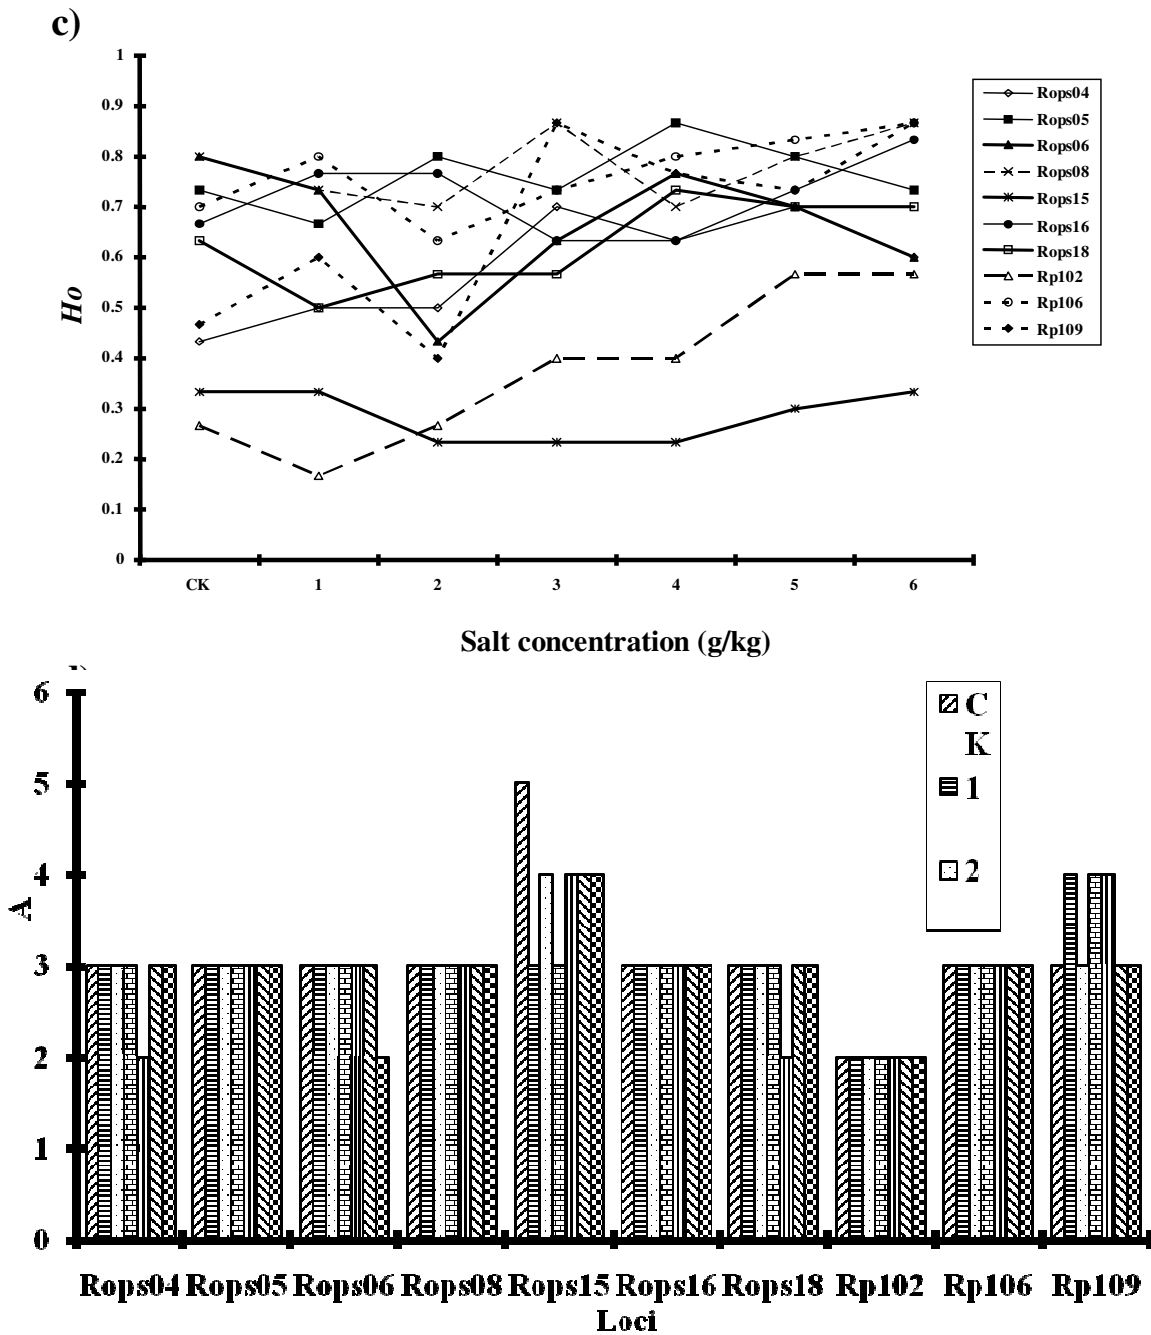 c)
1
0.9
0.8
0.7
0.6
0.5
0.4
0.3
0.2
0.1
0
Ho
CK 1 2 3 4 5 6
Salt concentration (g/kg)
Rops04
Rops05
Rops06
Rops08
Rops15
Rops16
Rops18
Rp102
Rp106
Rp109
6
5
4
3
2
1
0
A
C
K
1
2
Rops04 Rops05 Rops06 Rops08 Rops15 Rops16 Rops18 Rp102 Rp106 Rp109
Loci